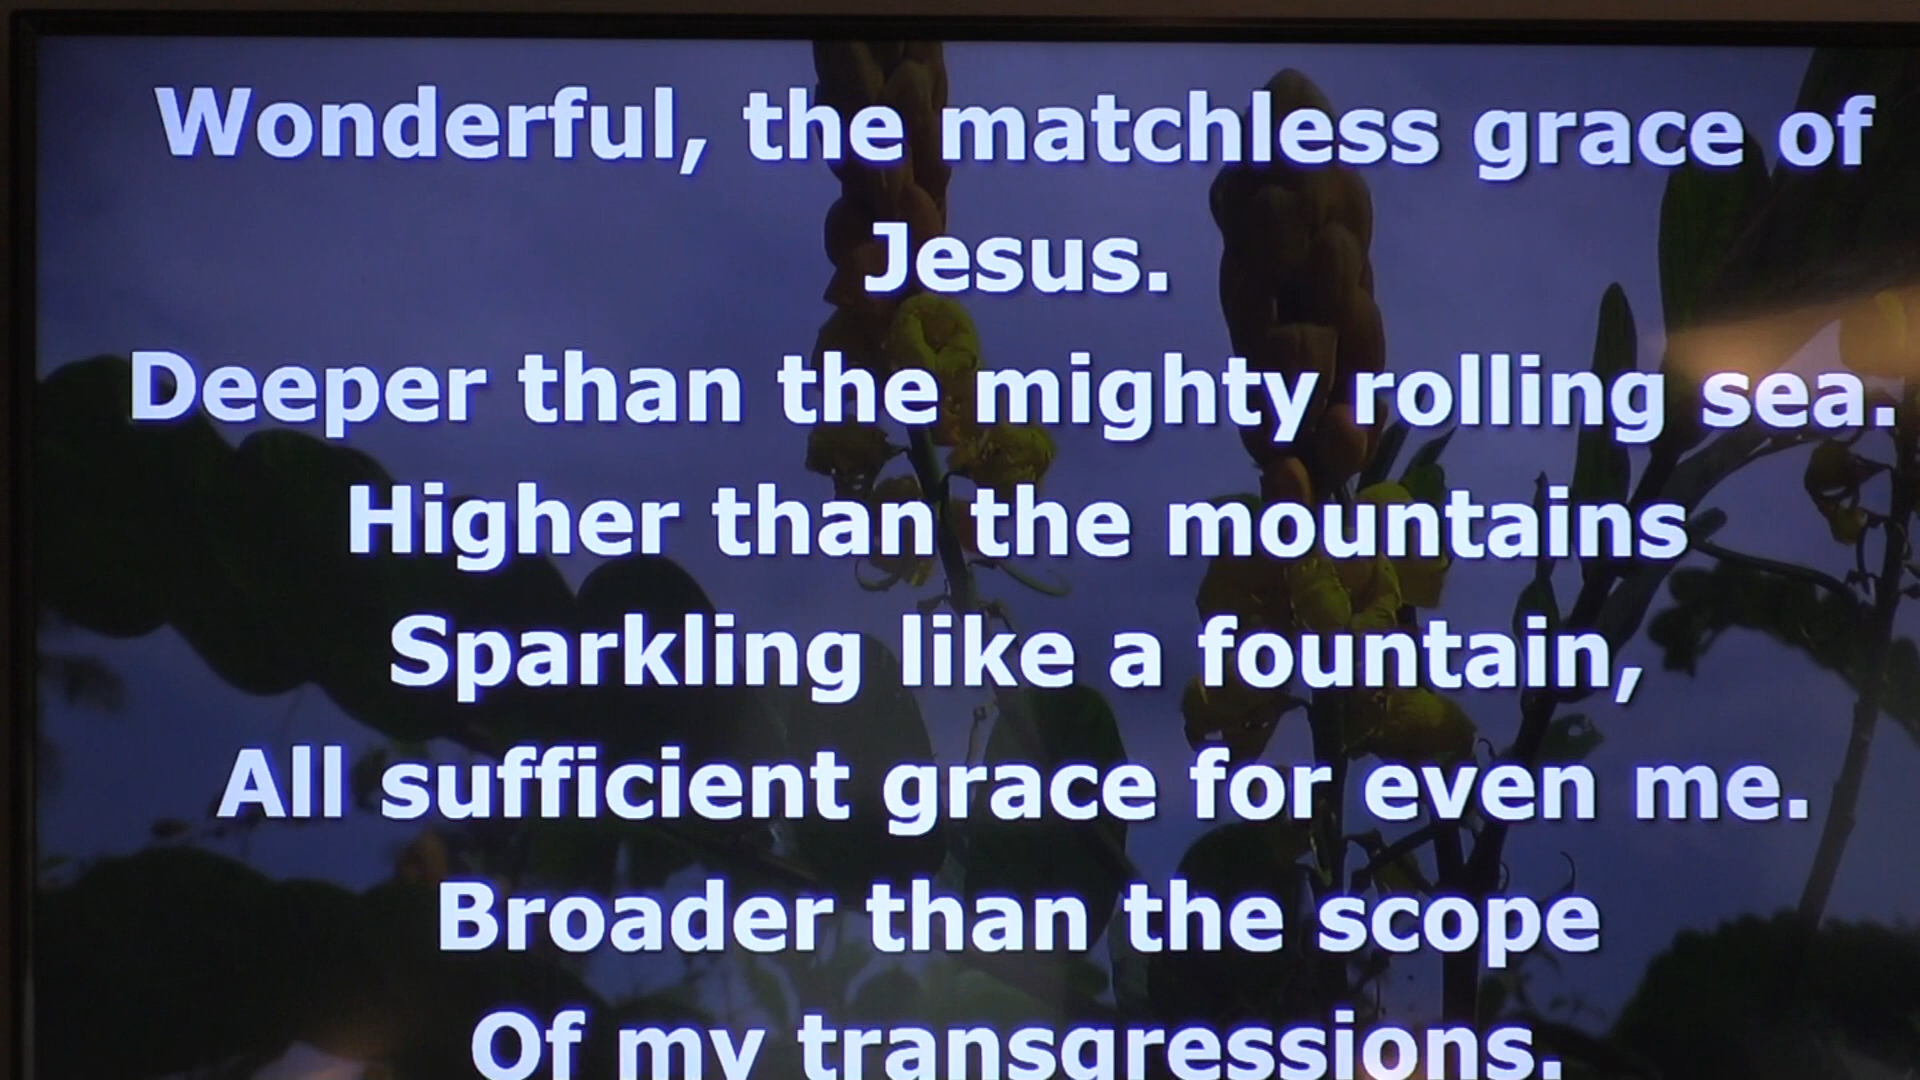 Wonderful, the matchless grace of
Jesus.
Deeper than the mighty rolling sea.
Higher than the mountains
Sparkling like a fountain,
All sufficient grace for even me.
Broader than the scope
Of my transgressions.